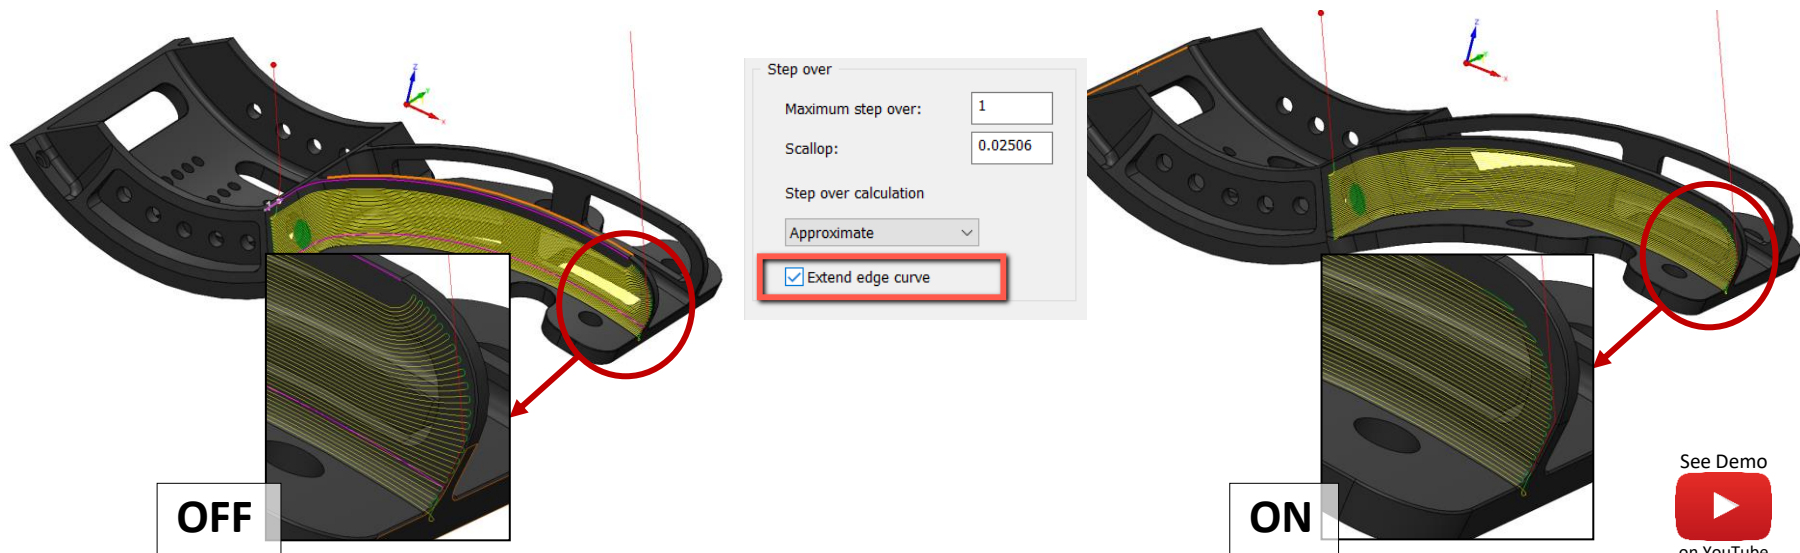 Step over
Maximum step over: 1
Scallop: 0.02506
Step over calculation
Approximate
Extend edge curve
OFF
ON
See Demo
on YouTube